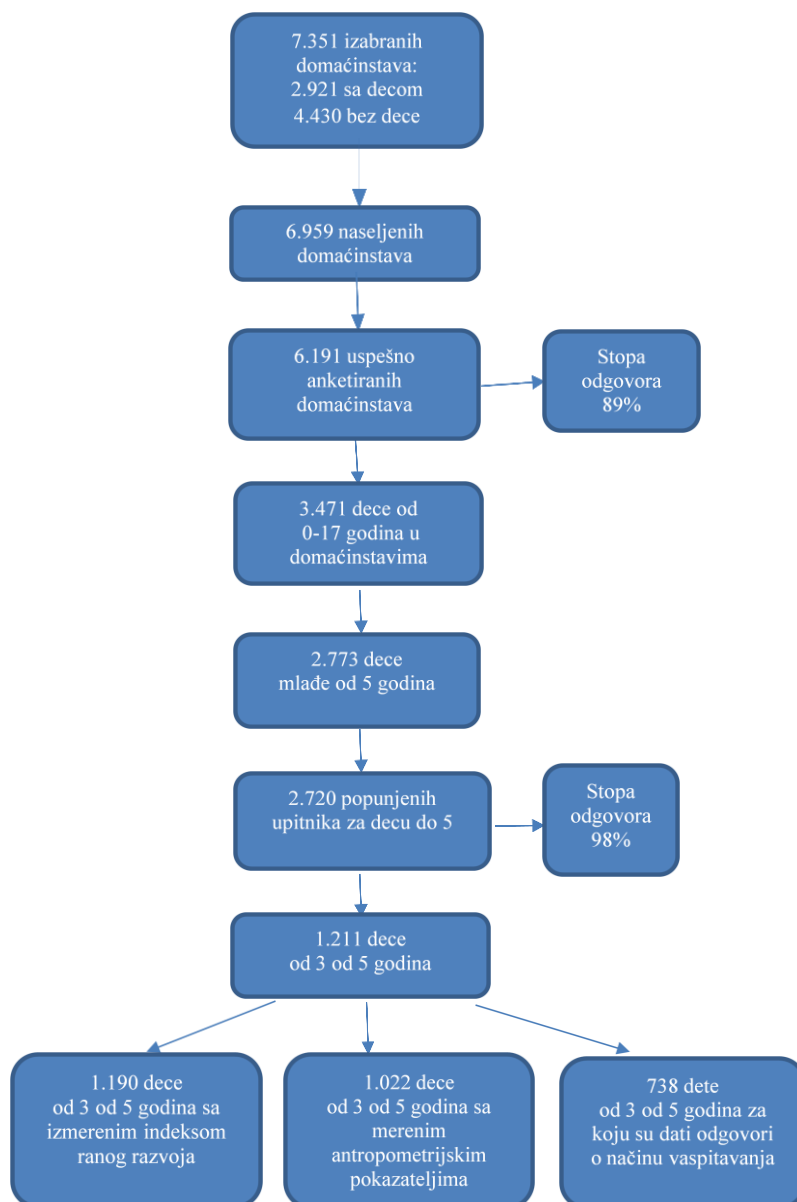 7.351 izabranih
domaćinstava:
2.921 sa decom
4.430 bez dece
6.959 naseljenih
domaćinstava
6.191 uspešno
anketiranih
domaćinstava
Stopa
odgovora
89%
3.471 dece od
0-17 godina u
domaćinstavima
2.773 dece
mlađe od 5 godina
2.720 popunjenih
upitnika za decu do 5
Stopa
odgovora
98%
1.211 dece
od 3 od 5 godina
1.190 dece
od 3 od 5 godina sa
izmerenim indeksom
ranog razvoja
1.022 dece
od 3 od 5 godina sa
merenim
antropometrijskim
pokazateljima
738 dete
od 3 od 5 godina za
koju su dati odgovori
o načinu vaspitavanja